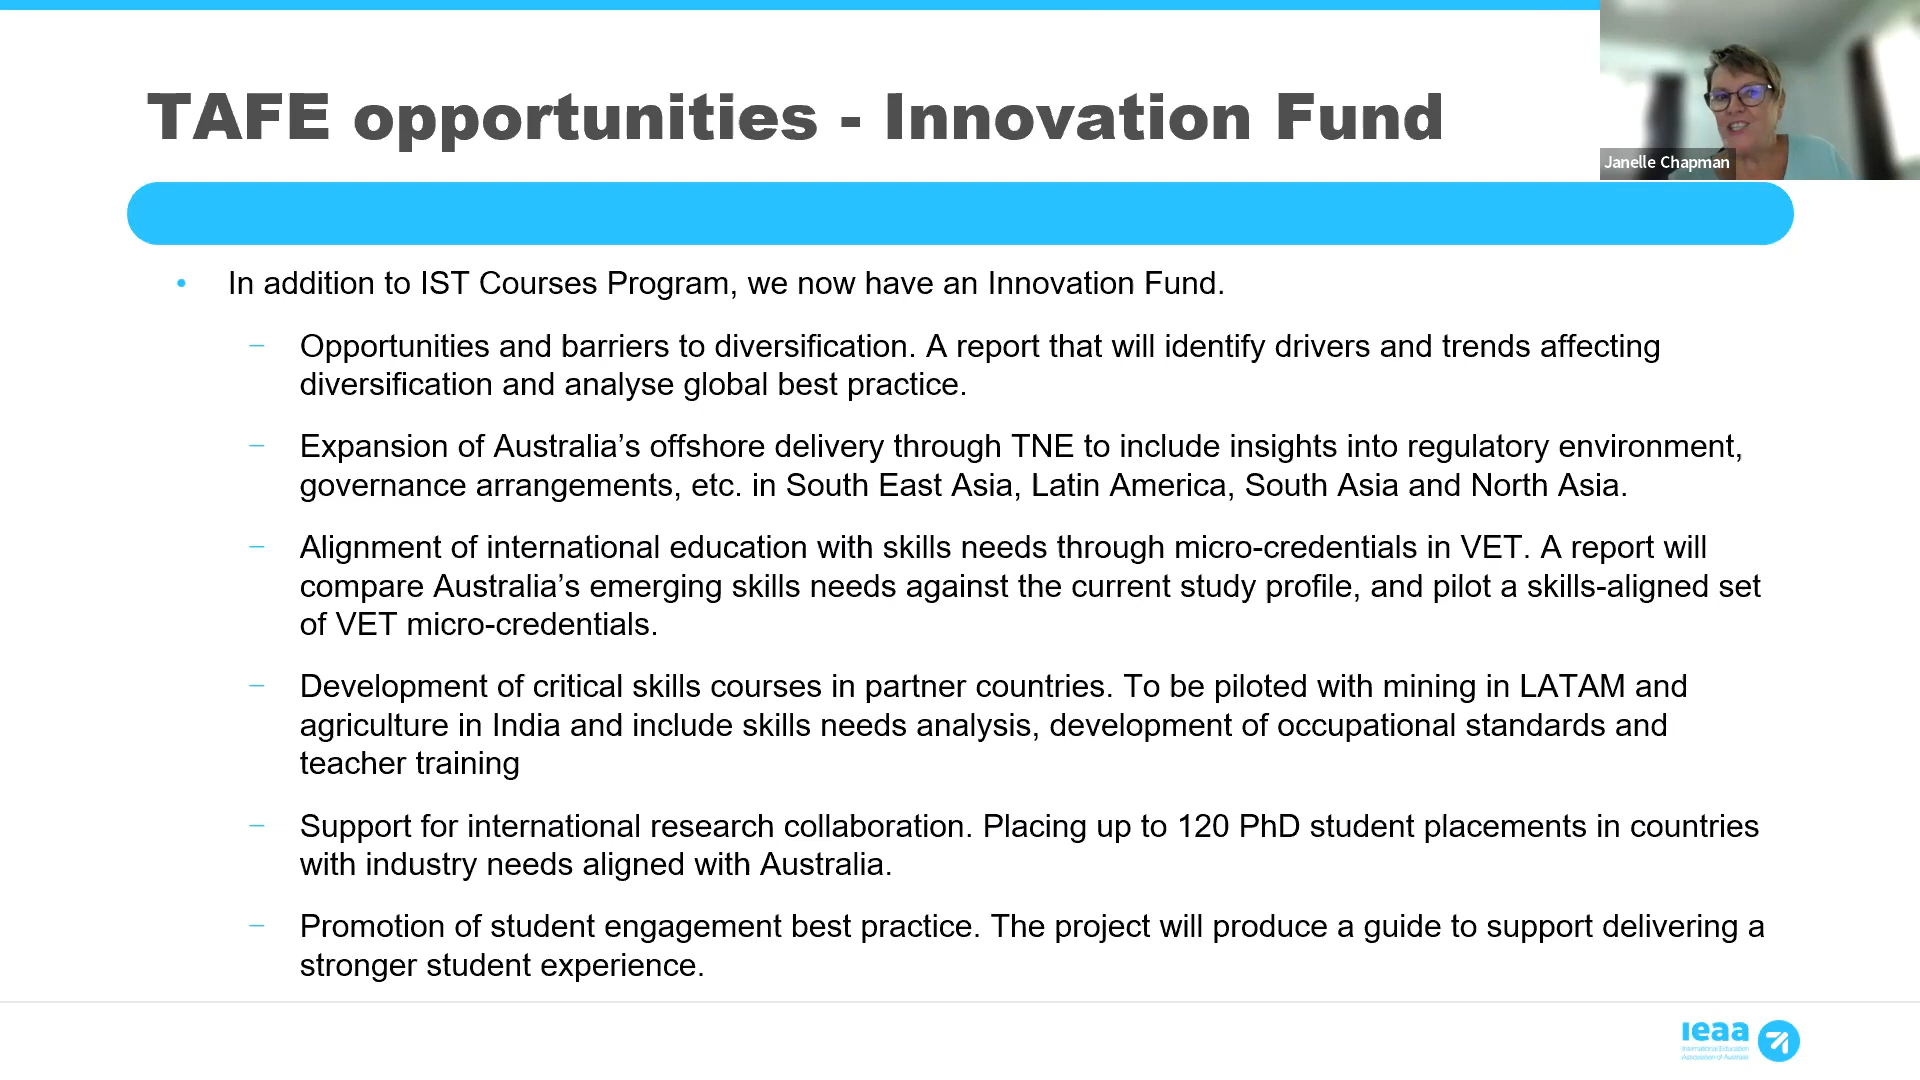 TAFE opportunities - Innovation Fund
Janelle Chapman
• In addition to IST Courses Program, we now have an Innovation Fund.
– Opportunities and barriers to diversification. A report that will identify drivers and trends affecting
diversification and analyse global best practice.
– Expansion of Australia’s offshore delivery through TNE to include insights into regulatory environment,
governance arrangements, etc. in South East Asia, Latin America, South Asia and North Asia.
– Alignment of international education with skills needs through micro-credentials in VET. A report will
compare Australia’s emerging skills needs against the current study profile, and pilot a skills-aligned set
of VET micro-credentials.
– Development of critical skills courses in partner countries. To be piloted with mining in LATAM and
agriculture in India and include skills needs analysis, development of occupational standards and
teacher training
– Support for international research collaboration. Placing up to 120 PhD student placements in countries
with industry needs aligned with Australia.
– Promotion of student engagement best practice. The project will produce a guide to support delivering a
stronger student experience.
ieaa
International Education
Association of Australia